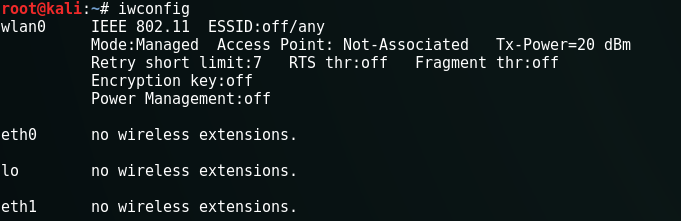 root@kali:~# iwconfig
wlan0     IEEE 802.11  ESSID:off/any
          Mode:Managed  Access Point: Not-Associated   Tx-Power=20 dBm
          Retry short limit:7   RTS thr:off   Fragment thr:off
          Encryption key:off
          Power Management:off
eth0      no wireless extensions.
lo        no wireless extensions.
eth1      no wireless extensions.